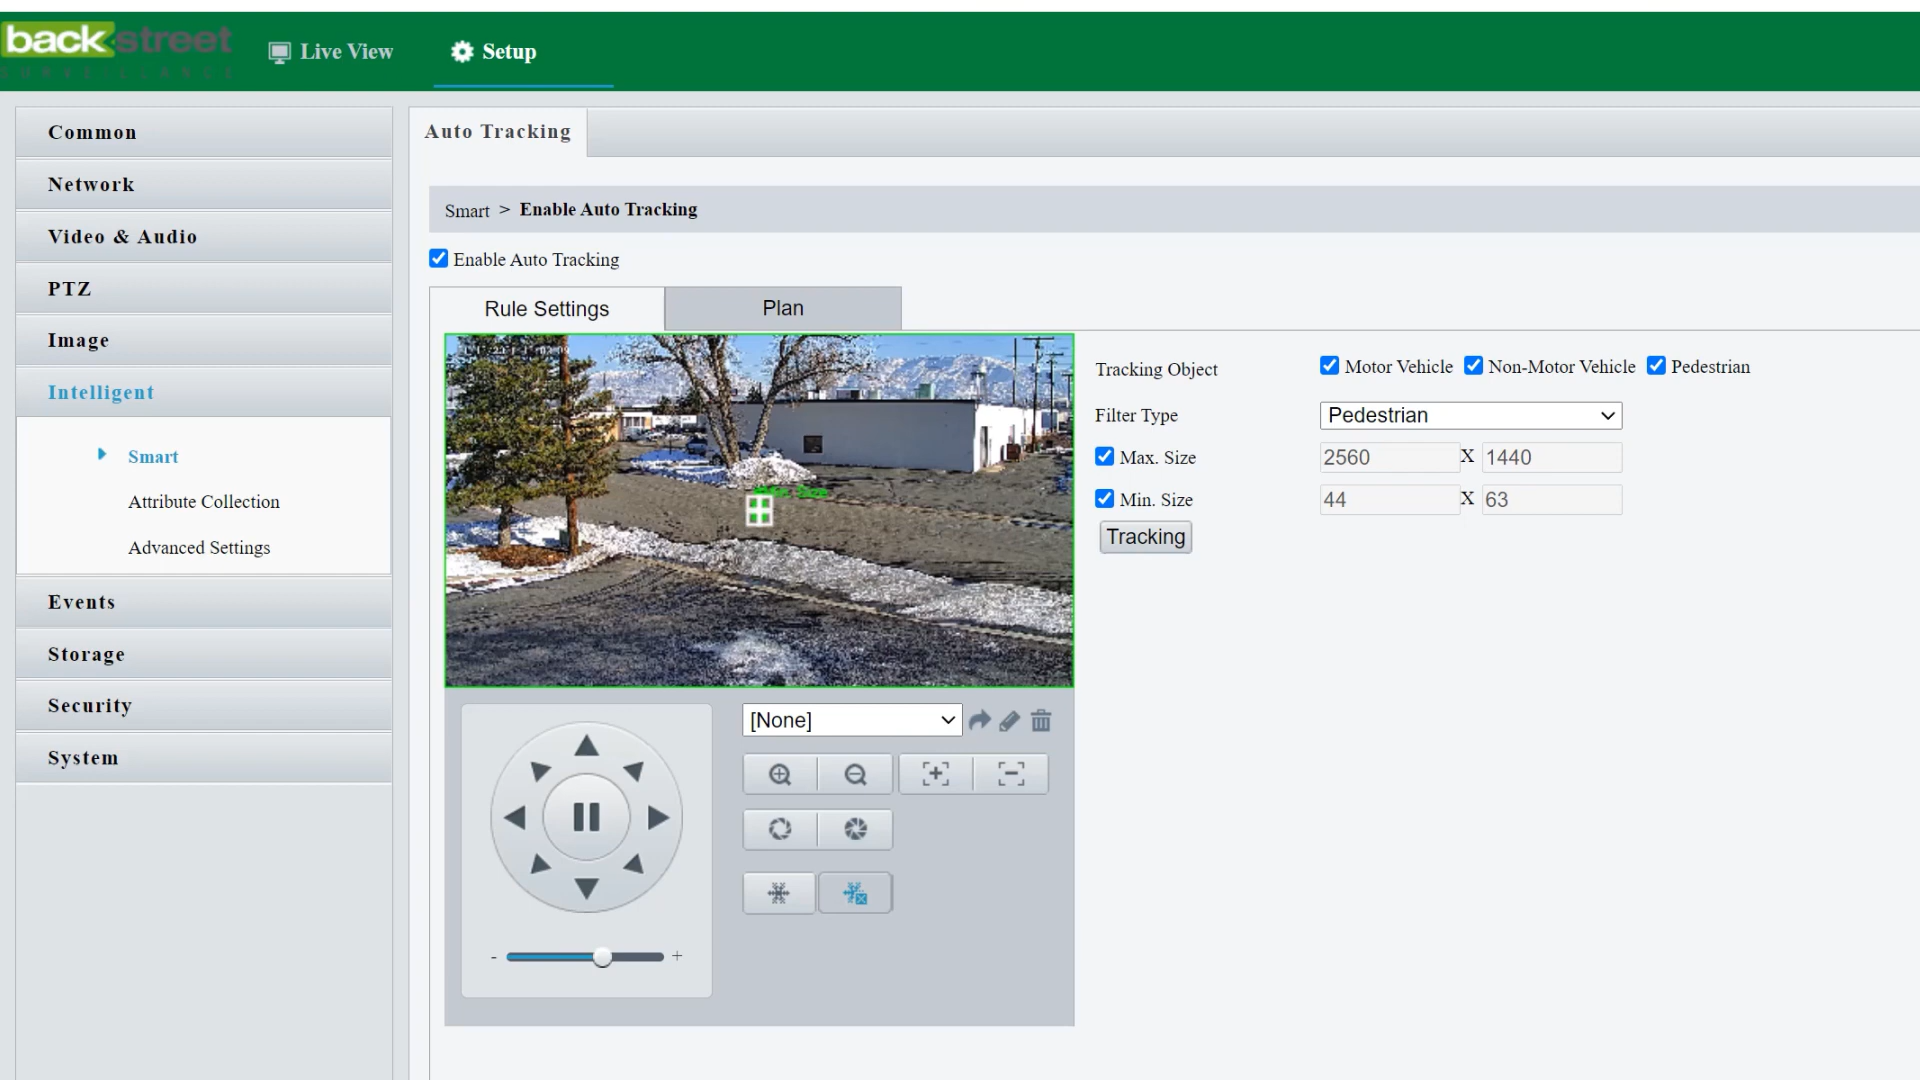 backstreet
SURVEILLANCE
Live View
Setup
Common
Network
Video & Audio
PTZ
Image
Intelligent
Smart
Attribute Collection
Advanced Settings
Events
Storage
Security
System
Auto Tracking
Smart > Enable Auto Tracking
Enable Auto Tracking
Rule Settings
Plan
Tracking Object
Motor Vehicle
Non-Motor Vehicle
Pedestrian
Filter Type
Pedestrian
Max. Size
2560 X 1440
Min. Size
44 X 63
Tracking
[None]
- +